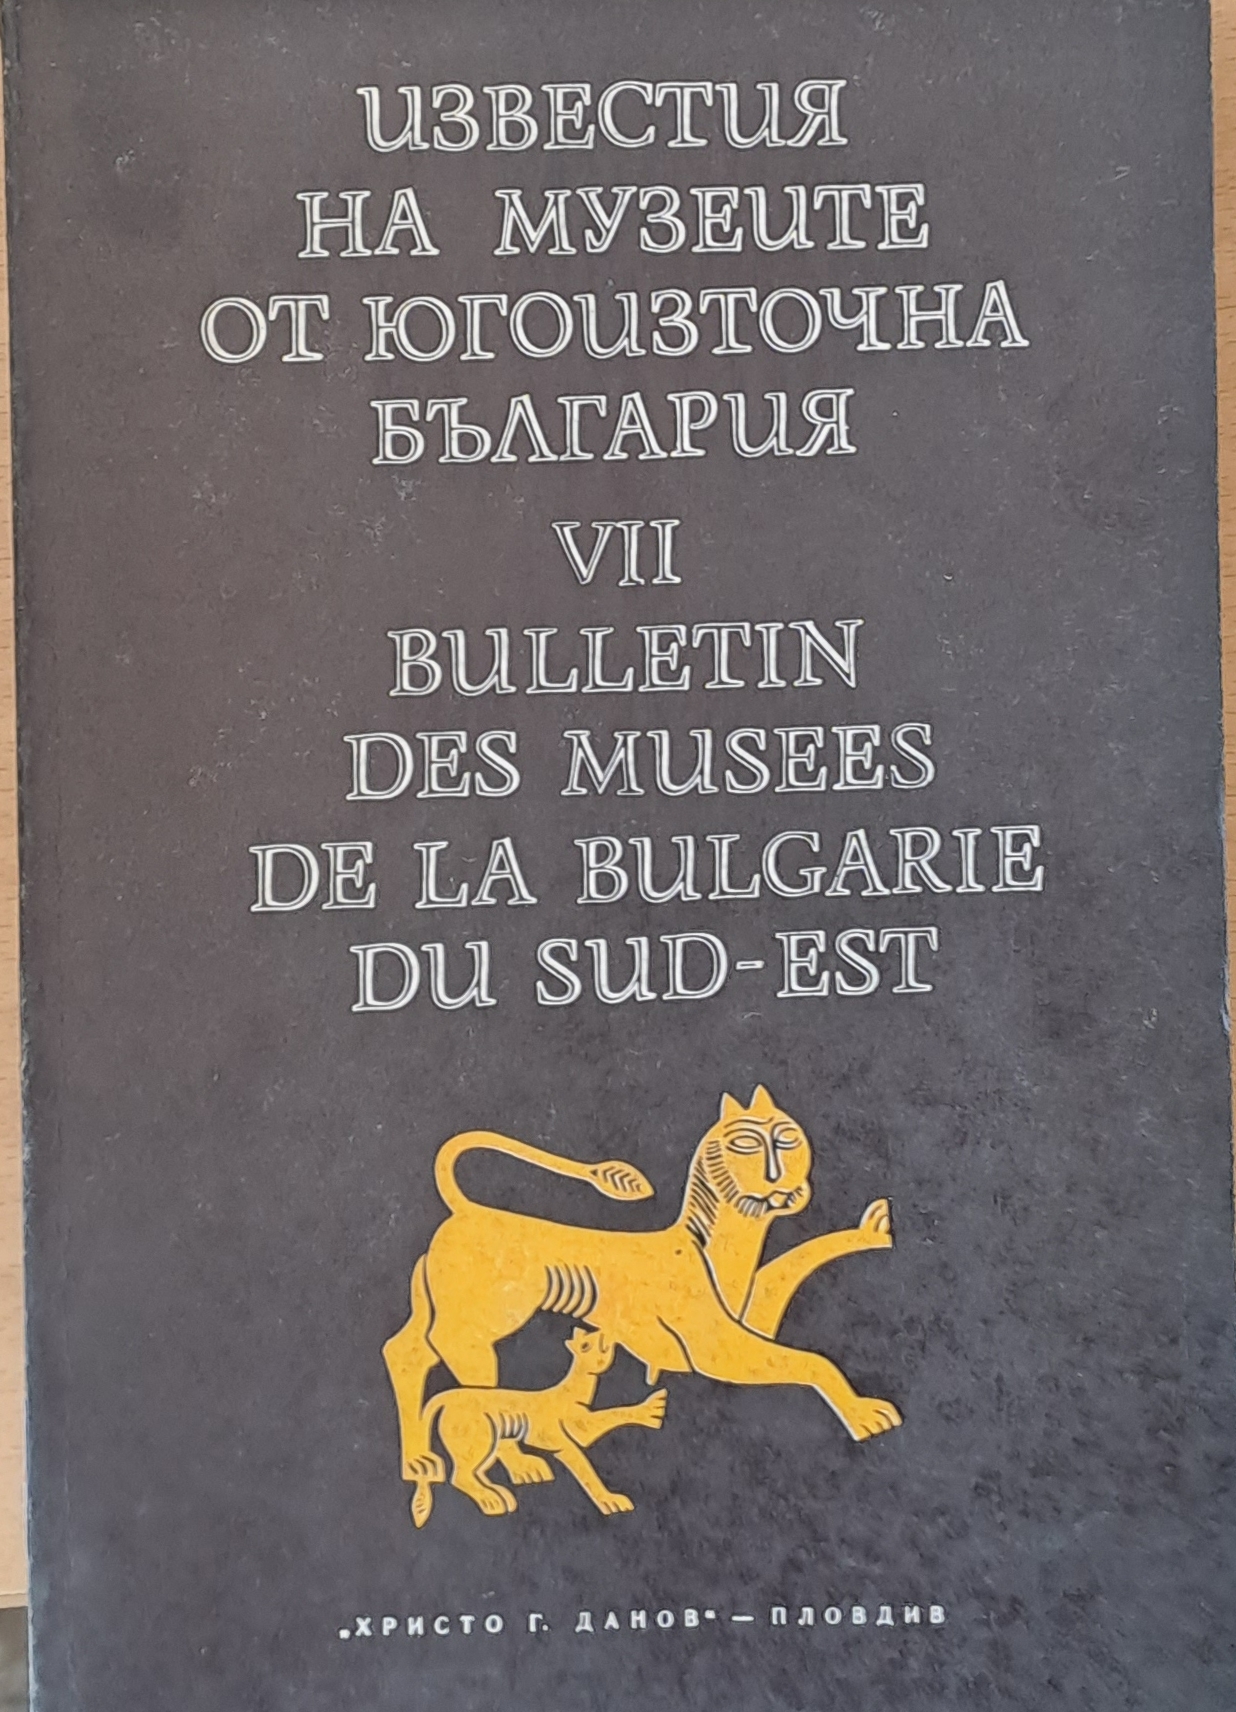 ИЗВЕСТИЯ
НА МУЗЕИТЕ
ОТ ЮГОИЗТОЧНА
БЪЛГАРИЯ
VII
BULLETIN
DES MUSEES
DE LA BULGARIE
DU SUD-EST
„ХРИСТО Г. ДАНОВ“ — ПЛОВДИВ